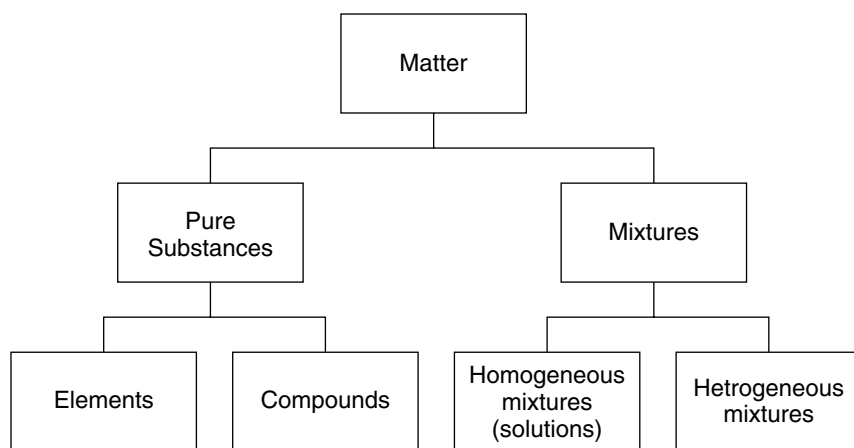 Matter
Pure
Substances
Mixtures
Elements
Compounds
Homogeneous
mixtures
(solutions)
Hetrogeneous
mixtures